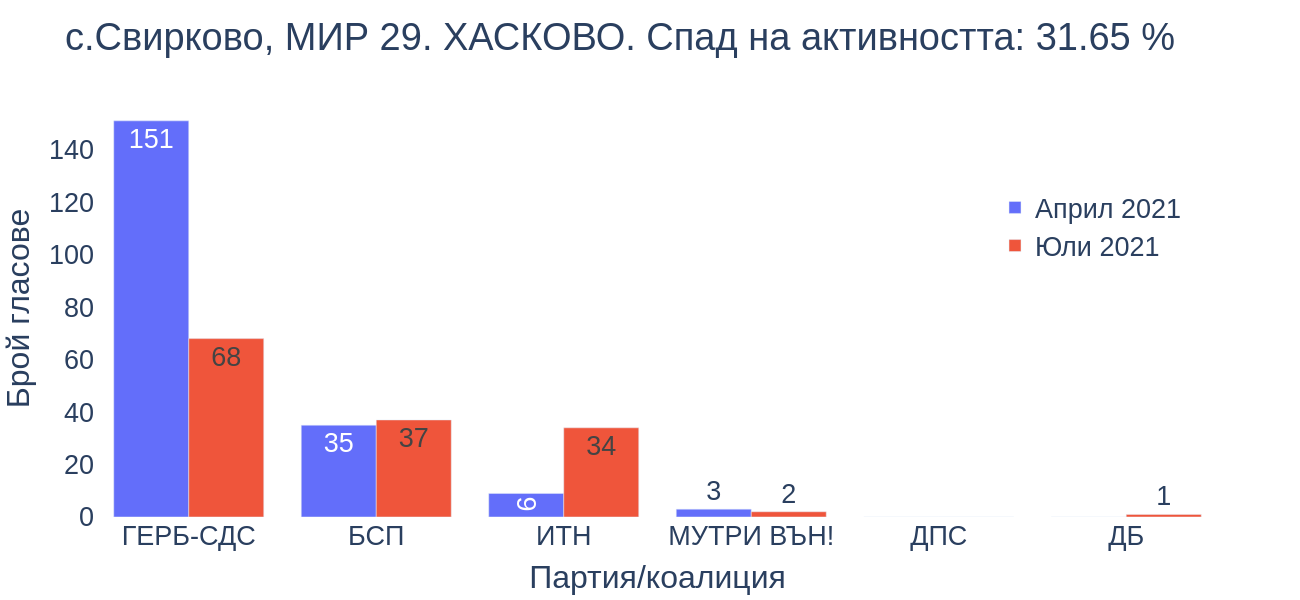 с.Свирково, МИР 29. ХАСКОВО. Спад на активността: 31.65 %
Брой гласове
140
120
100
80
60
40
20
0
151
68
35
37
9
34
3
2
1
Април 2021
Юли 2021
ГЕРБ-СДС
БСП
ИТН
МУТРИ ВЪН!
ДПС
ДБ
Партия/коалиция